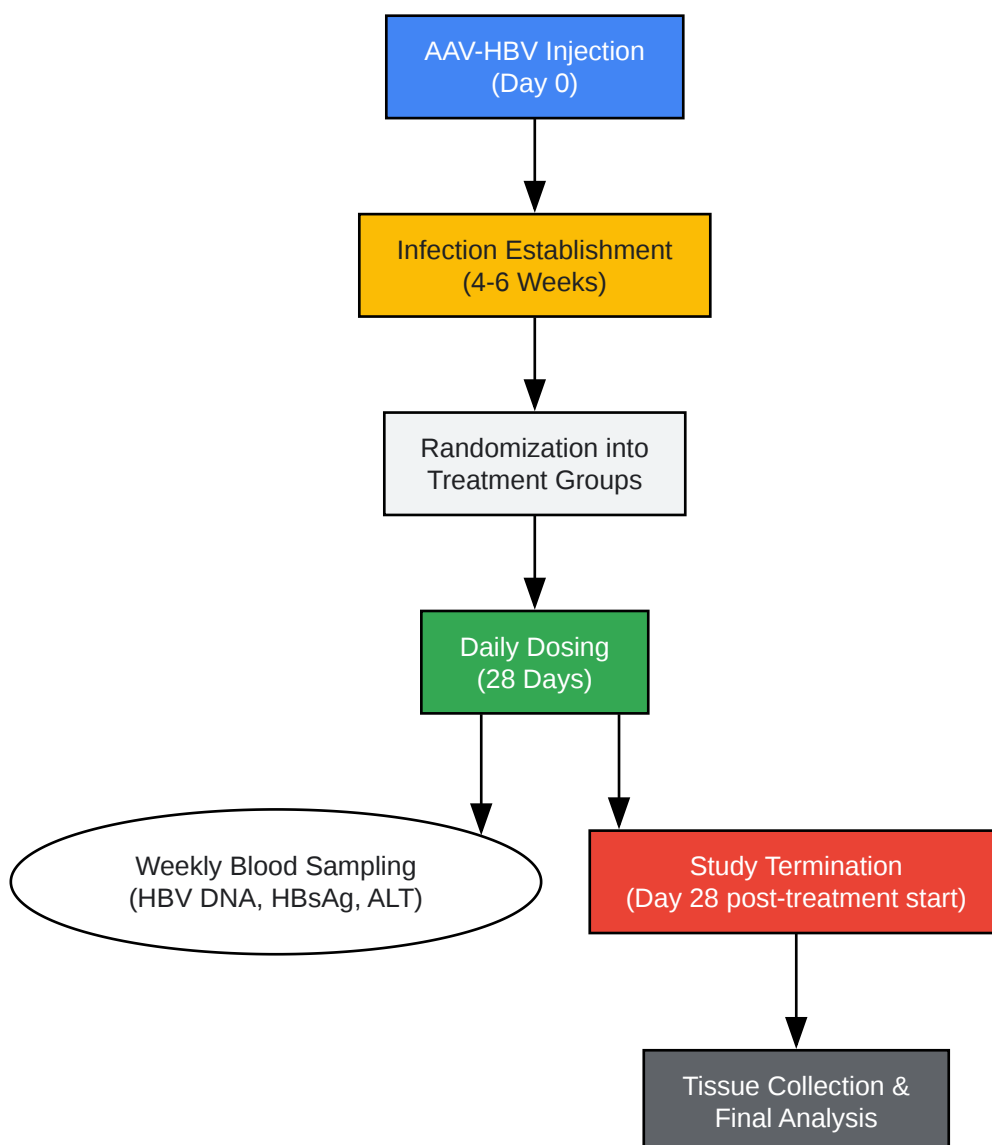 AAV-HBV Injection
(Day 0)
Infection Establishment
(4-6 Weeks)
Randomization into
Treatment Groups
Daily Dosing
(28 Days)
Weekly Blood Sampling
(HBV DNA, HBsAg, ALT)
Study Termination
(Day 28 post-treatment start)
Tissue Collection &
Final Analysis